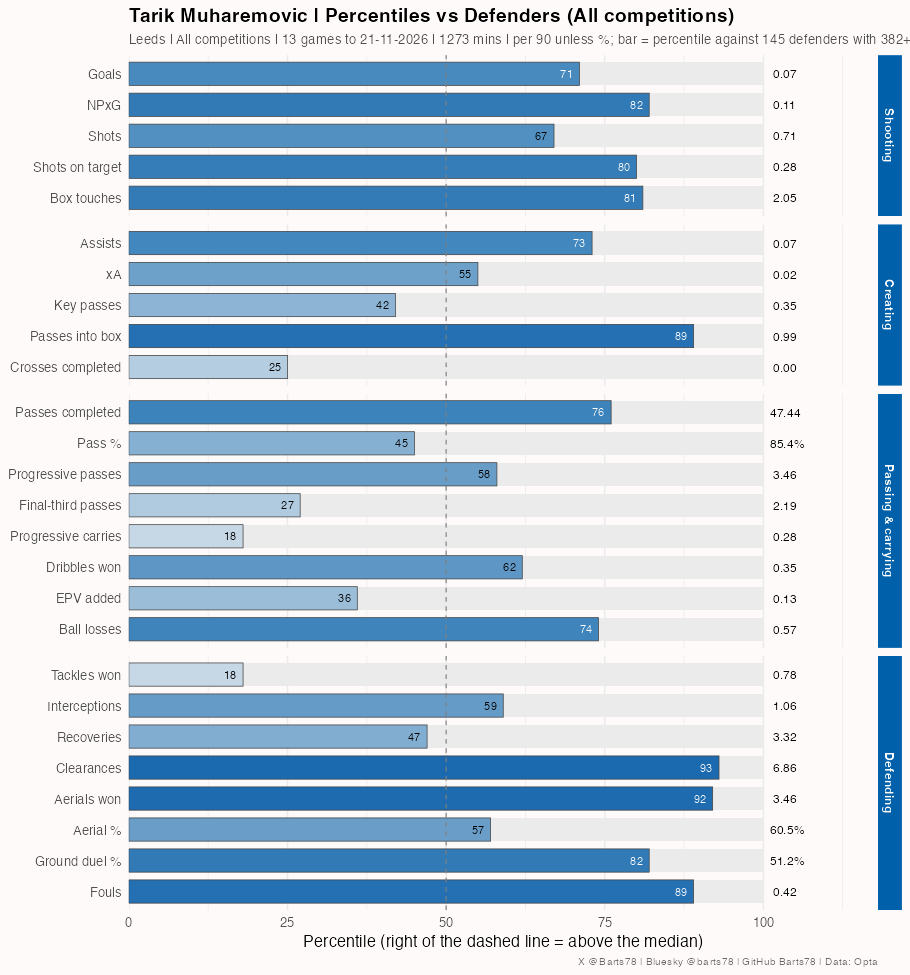 Tarik Muharemovic | Percentiles vs Defenders (All competitions)
Leeds | All competitions | 13 games to 21-11-2026 | 1273 mins | per 90 unless %; bar = percentile against 145 defenders with 382+
Goals 71 0.07
NPxG 82 0.11
Shots 67 0.71
Shots on target 80 0.28
Box touches 81 2.05
Shooting
Assists 73 0.07
xA 55 0.02
Key passes 42 0.35
Passes into box 89 0.99
Crosses completed 25 0.00
Creating
Passes completed 76 47.44
Pass % 45 85.4%
Progressive passes 58 3.46
Final-third passes 27 2.19
Progressive carries 18 0.28
Dribbles won 62 0.35
EPV added 36 0.13
Ball losses 74 0.57
Passing & carrying
Tackles won 18 0.78
Interceptions 59 1.06
Recoveries 47 3.32
Clearances 93 6.86
Aerials won 92 3.46
Aerial % 57 60.5%
Ground duel % 82 51.2%
Fouls 89 0.42
Defending
0 25 50 75 100
Percentile (right of the dashed line = above the median)
X @Barts78 | Bluesky @barts78 | GitHub Barts78 | Data: Opta